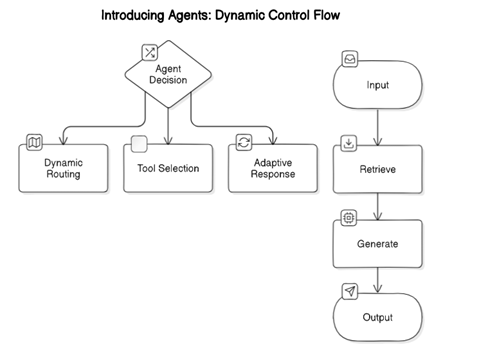 Introducing Agents: Dynamic Control Flow
Agent
Decision
Dynamic
Routing
Tool Selection
Adaptive
Response
Input
Retrieve
Generate
Output